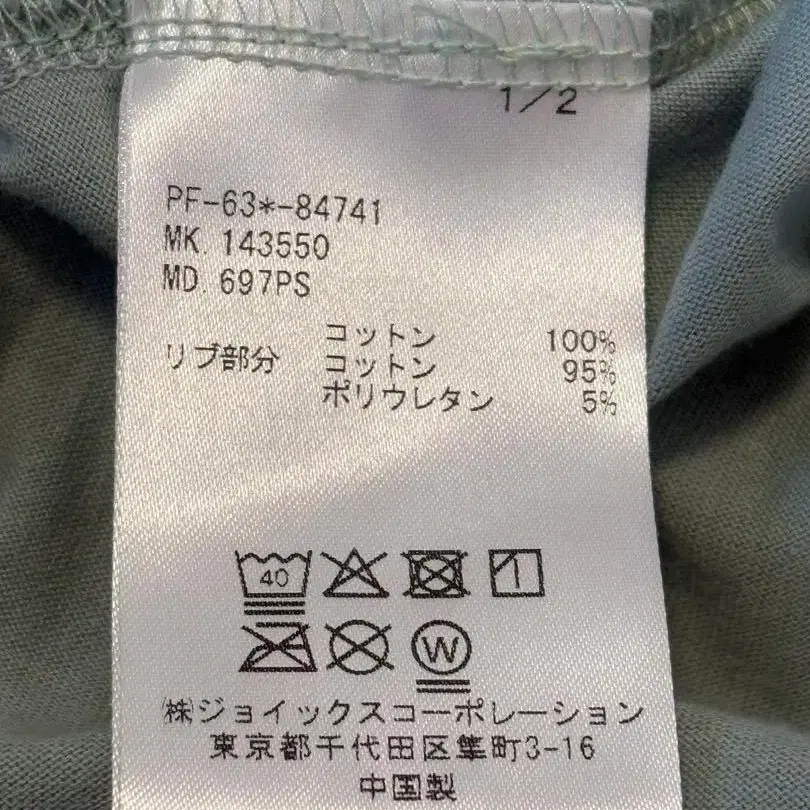 1/2
PF-63*-84741
MK. 143550
MD. 697PS
コットン 100%
リブ部分 コットン 95%
ポリウレタン 5%
40
W
㈱ジョイックスコーポレーション
東京都千代田区隼町3-16
中国製